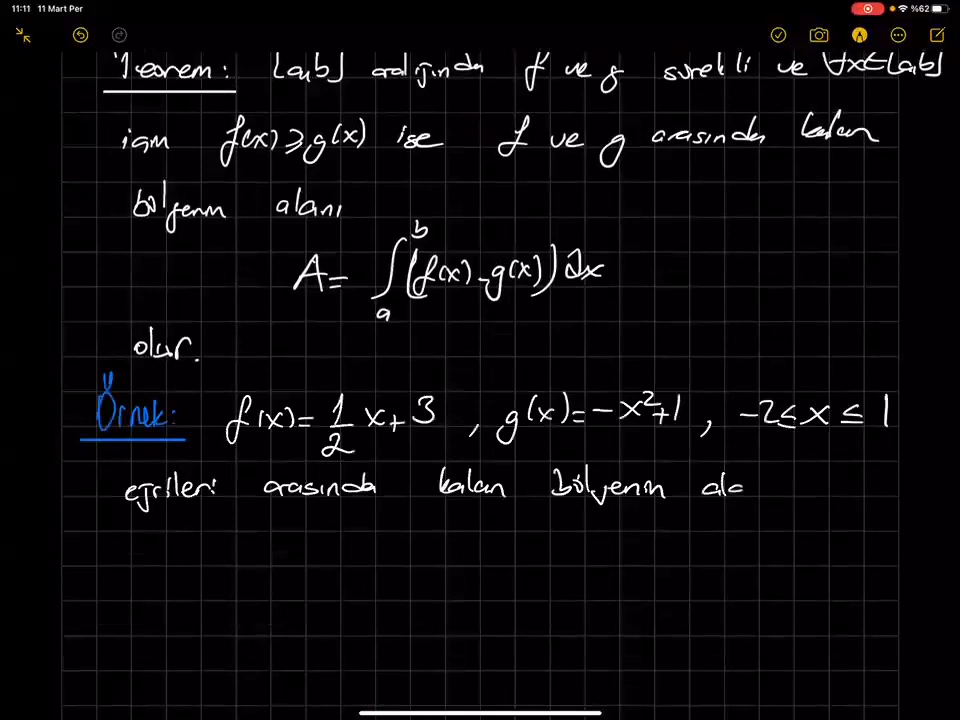 11:11 11 Mart Per %62
Teorem: [a,b] aralığında f ve g sürekli ve ∀x∈[a,b]
için f(x)≥g(x) ise f ve g arasında kalan
bölgenin alanı
A= ∫_a^b (f(x)-g(x)) dx
olur.
Örnek: f(x)= 1/2 x+3 , g(x)=-x²+1 , -2≤x≤1
eğrileri arasında kalan bölgenin ala